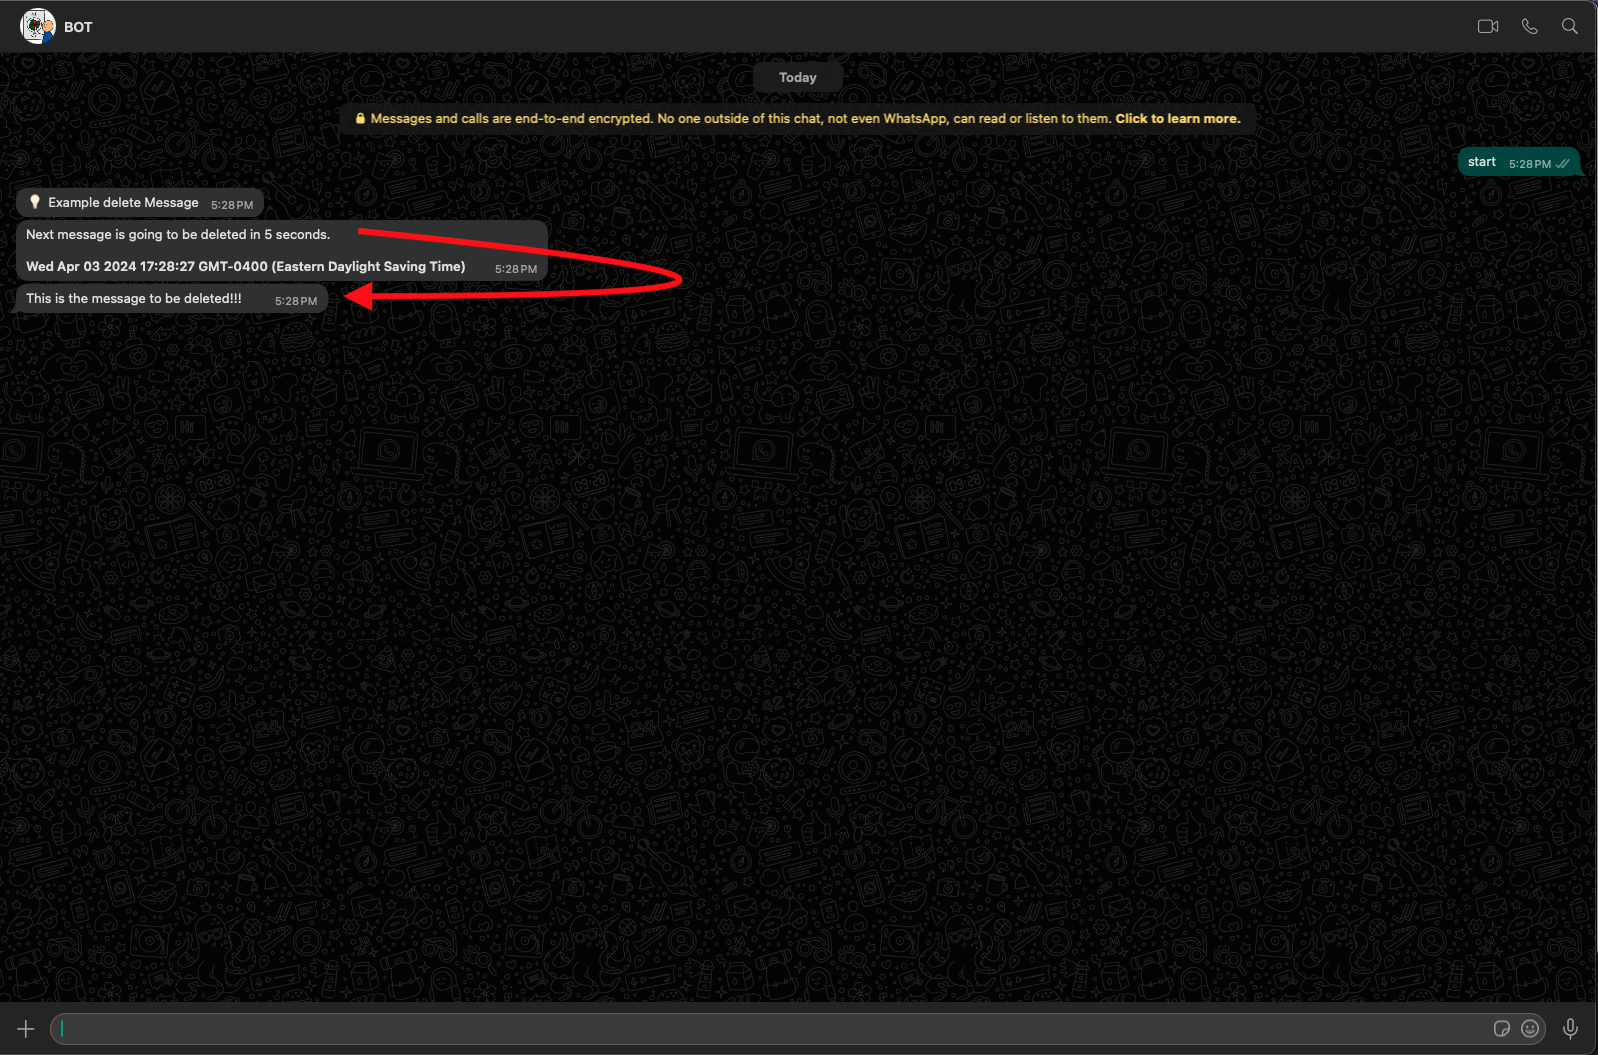 BOT
Today
Messages and calls are end-to-end encrypted. No one outside of this chat, not even WhatsApp, can read or listen to them. Click to learn more.
start 5:28 PM
Example delete Message 5:28 PM
Next message is going to be deleted in 5 seconds.
Wed Apr 03 2024 17:28:27 GMT-0400 (Eastern Daylight Saving Time) 5:28 PM
This is the message to be deleted!!! 5:28 PM